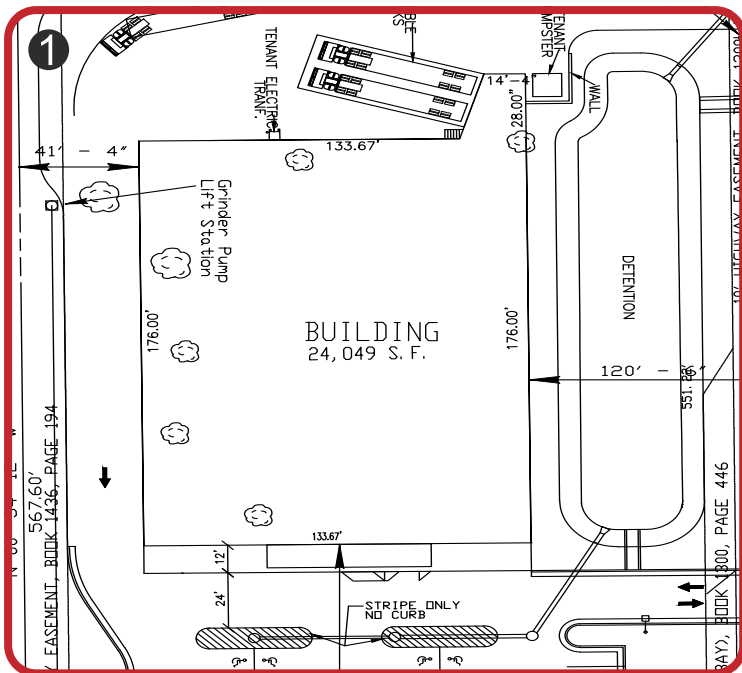 1
TENANT
WALL
14'-4
28.00"
TENANT ELECTRIC
TRANF.
133.67'
41' - 4"
Grinder Pump
Lift Station
176.00'
BUILDING
24,049 S.F.
176.00'
DETENTION
120' -
567.60'
EASEMENT, BOOK 1436, PAGE 194
133.67'
12'
24'
STRIPE ONLY
NO CURB
BOOK 1300, PAGE 446